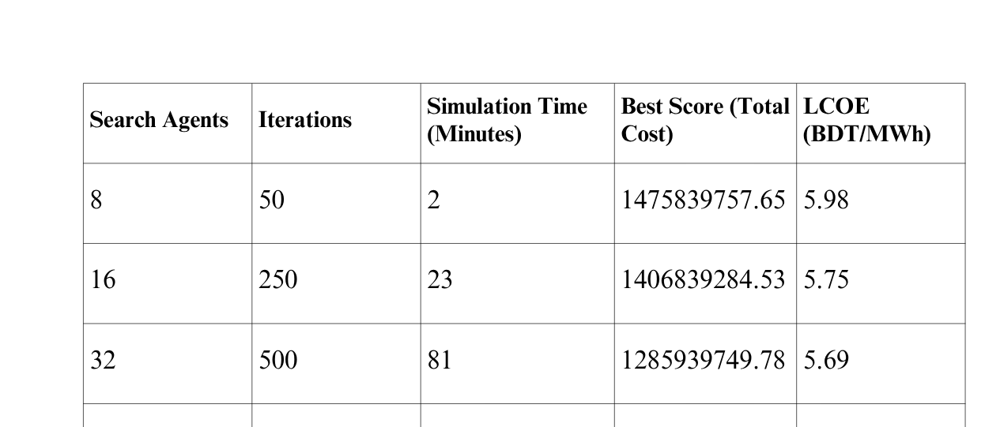 Search Agents Iterations Simulation Time (Minutes) Best Score (Total Cost) LCOE (BDT/MWh)
8 50 2 1475839757.65 5.98
16 250 23 1406839284.53 5.75
32 500 81 1285939749.78 5.69